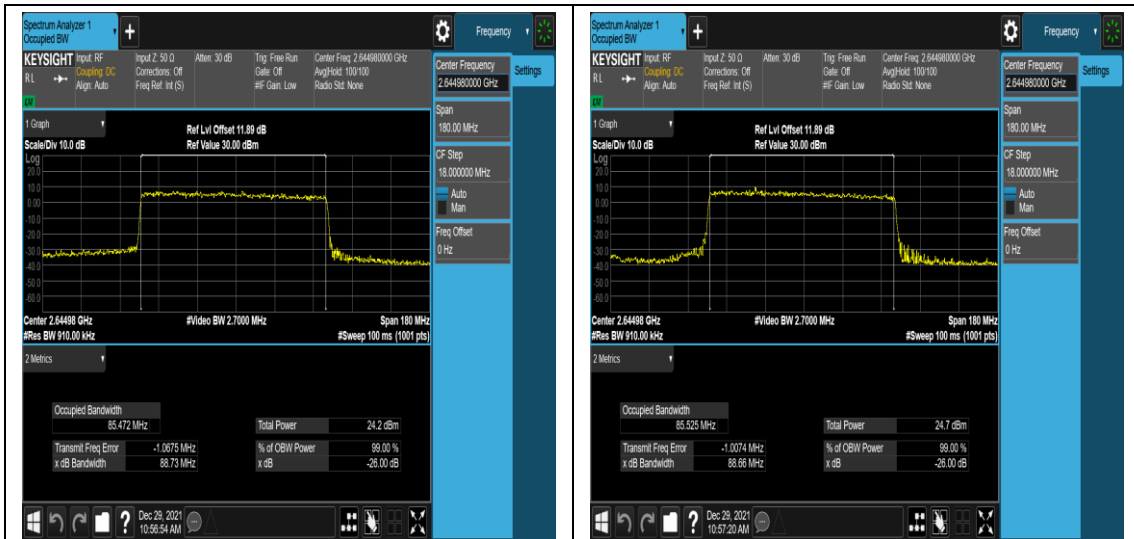 Spectrum Analyzer 1
Occupied BW
+
Frequency
KEYSIGHT Input: RF Input Z: 50 Ω Atten: 30 dB Trig: Free Run Center Freq: 2.644980000 GHz
RL Coupling: DC Corrections: Off Gate: Off Avg|Hold: 100/100
Align: Auto Freq Ref: Int (S) #IF Gain: Low Radio Std: None
LW
Center Frequency
2.644980000 GHz
Settings
Span
180.00 MHz
CF Step
18.000000 MHz
Auto
Man
Freq Offset
0 Hz
1 Graph
Ref Lvl Offset 11.89 dB
Scale/Div 10.0 dB Ref Value 30.00 dBm
Log
20.0
10.0
0.00
-10.0
-20.0
-30.0
-40.0
-50.0
-60.0
Center 2.64498 GHz #Video BW 2.7000 MHz Span 180 MHz
#Res BW 910.00 kHz #Sweep 100 ms (1001 pts)
2 Metrics
Occupied Bandwidth
85.472 MHz Total Power 24.2 dBm
Transmit Freq Error -1.0675 MHz % of OBW Power 99.00 %
x dB Bandwidth 88.73 MHz x dB -26.00 dB
? Dec 29, 2021
10:56:54 AM
Spectrum Analyzer 1
Occupied BW
+
Frequency
KEYSIGHT Input: RF Input Z: 50 Ω Atten: 30 dB Trig: Free Run Center Freq: 2.644980000 GHz
RL Coupling: DC Corrections: Off Gate: Off Avg|Hold: 100/100
Align: Auto Freq Ref: Int (S) #IF Gain: Low Radio Std: None
LW
Center Frequency
2.644980000 GHz
Settings
Span
180.00 MHz
CF Step
18.000000 MHz
Auto
Man
Freq Offset
0 Hz
1 Graph
Ref Lvl Offset 11.89 dB
Scale/Div 10.0 dB Ref Value 30.00 dBm
Log
20.0
10.0
0.00
-10.0
-20.0
-30.0
-40.0
-50.0
-60.0
Center 2.64498 GHz #Video BW 2.7000 MHz Span 180 MHz
#Res BW 910.00 kHz #Sweep 100 ms (1001 pts)
2 Metrics
Occupied Bandwidth
85.525 MHz Total Power 24.7 dBm
Transmit Freq Error -1.0074 MHz % of OBW Power 99.00 %
x dB Bandwidth 88.66 MHz x dB -26.00 dB
? Dec 29, 2021
10:57:20 AM